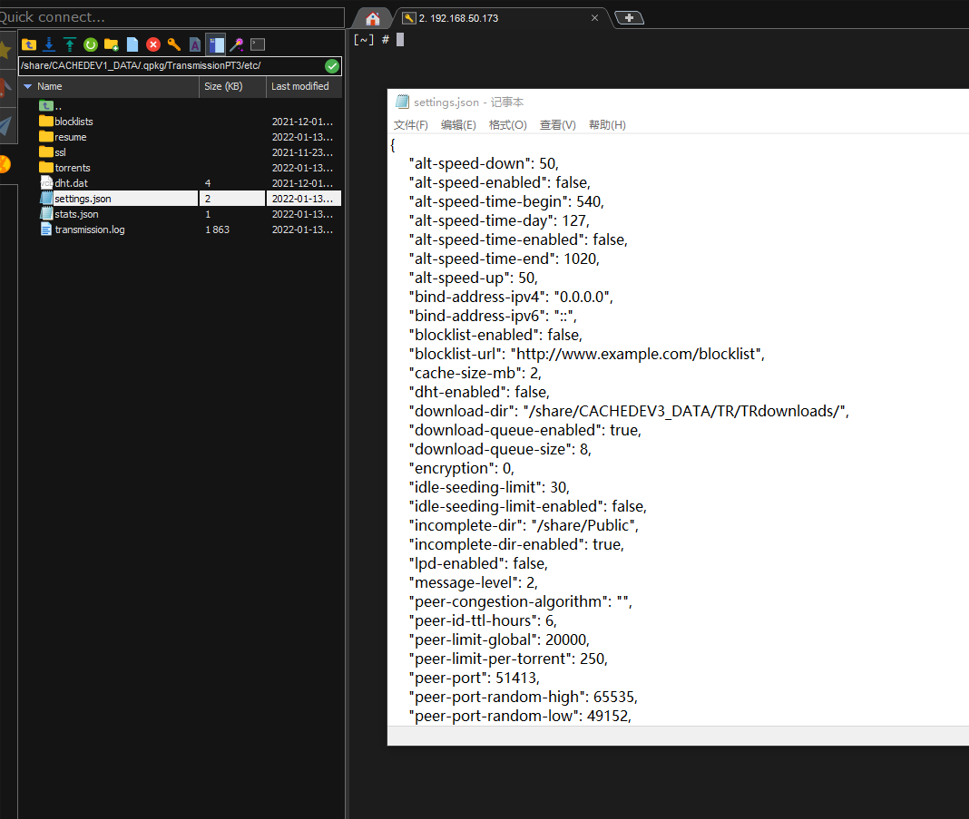 Quick connect...
2. 192.168.50.173
[~] #
/share/CACHEDEV1_DATA/.qpkg/TransmissionPT3/etc/
Name Size (KB) Last modified
..
blocklists 2021-12-01...
resume 2022-01-13...
ssl 2021-11-23...
torrents 2022-01-13...
dht.dat 4 2021-12-01...
settings.json 2 2022-01-13...
stats.json 1 2022-01-13...
transmission.log 1 863 2022-01-13...
settings.json - 记事本
文件(F) 编辑(E) 格式(O) 查看(V) 帮助(H)
{
"alt-speed-down": 50,
"alt-speed-enabled": false,
"alt-speed-time-begin": 540,
"alt-speed-time-day": 127,
"alt-speed-time-enabled": false,
"alt-speed-time-end": 1020,
"alt-speed-up": 50,
"bind-address-ipv4": "0.0.0.0",
"bind-address-ipv6": "::",
"blocklist-enabled": false,
"blocklist-url": "http://www.example.com/blocklist",
"cache-size-mb": 2,
"dht-enabled": false,
"download-dir": "/share/CACHEDEV3_DATA/TR/TRdownloads/",
"download-queue-enabled": true,
"download-queue-size": 8,
"encryption": 0,
"idle-seeding-limit": 30,
"idle-seeding-limit-enabled": false,
"incomplete-dir": "/share/Public",
"incomplete-dir-enabled": true,
"lpd-enabled": false,
"message-level": 2,
"peer-congestion-algorithm": "",
"peer-id-ttl-hours": 6,
"peer-limit-global": 20000,
"peer-limit-per-torrent": 250,
"peer-port": 51413,
"peer-port-random-high": 65535,
"peer-port-random-low": 49152,